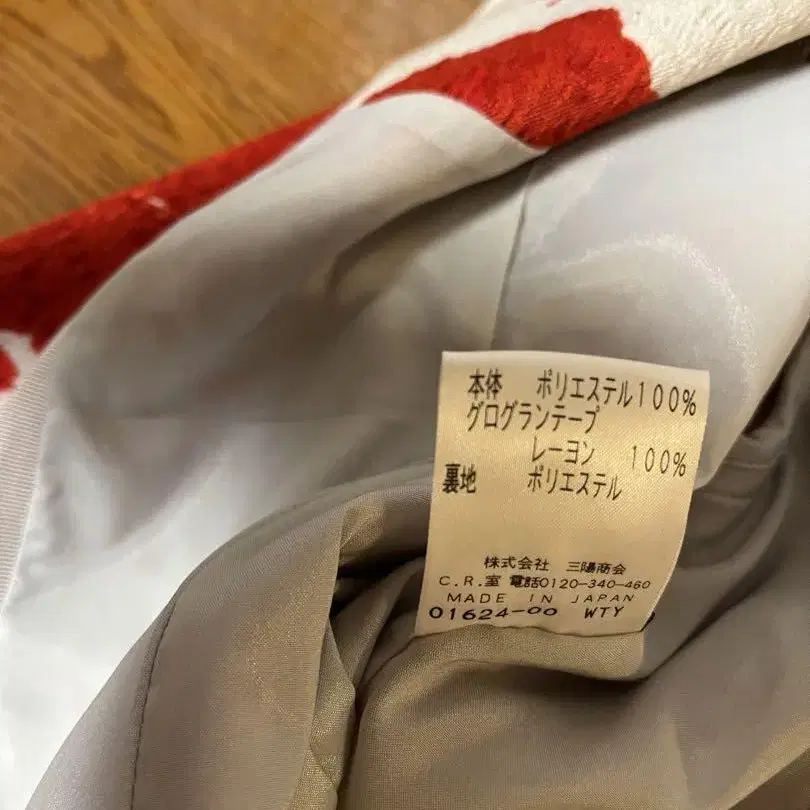 本体 ポリエステル100%
グログランテープ
レーヨン 100%
裏地 ポリエステル
株式会社 三陽商会
C.R.室 電話0120-340-460
MADE IN JAPAN
01624-00 WTY